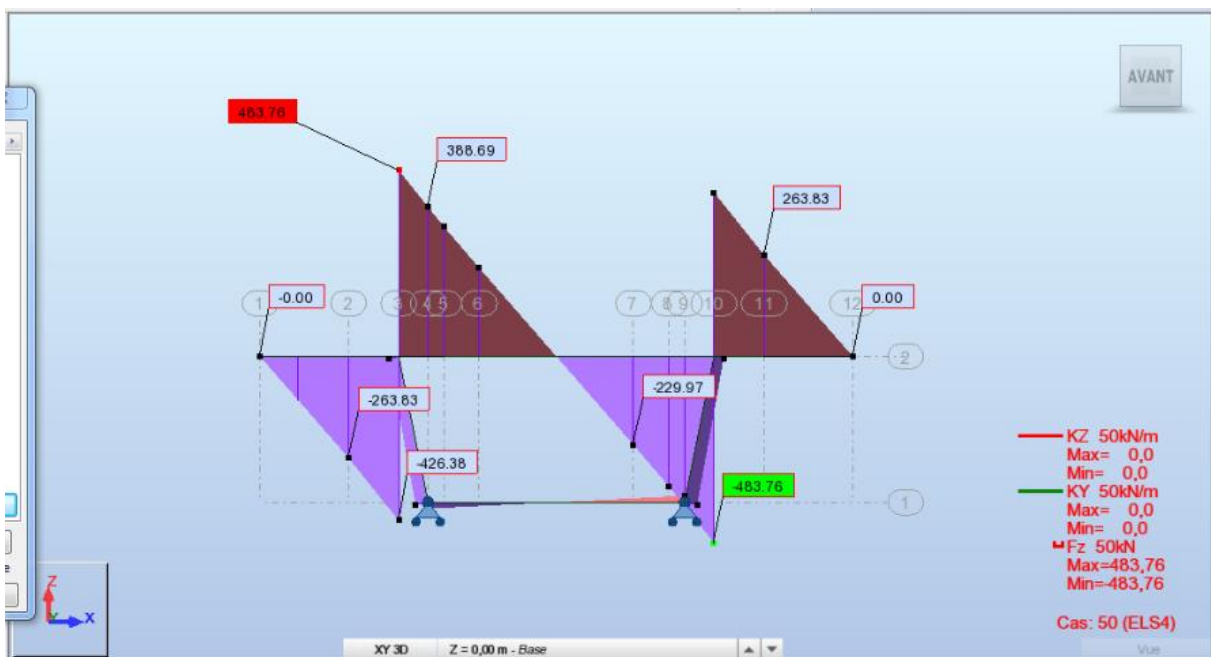 AVANT
483.76
388.69
263.83
1
-0.00
2
3
4
5
6
7
8
9
10
11
12
0.00
2
-263.83
-229.97
-426.38
-483.76
1
KZ 50kN/m
Max= 0,0
Min= 0,0
KY 50kN/m
Max= 0,0
Min= 0,0
Fz 50kN
Max=483,76
Min=-483,76
e
Z
Y
X
Cas: 50 (ELS4)
XY 3D Z = 0,00 m - Base
Vue